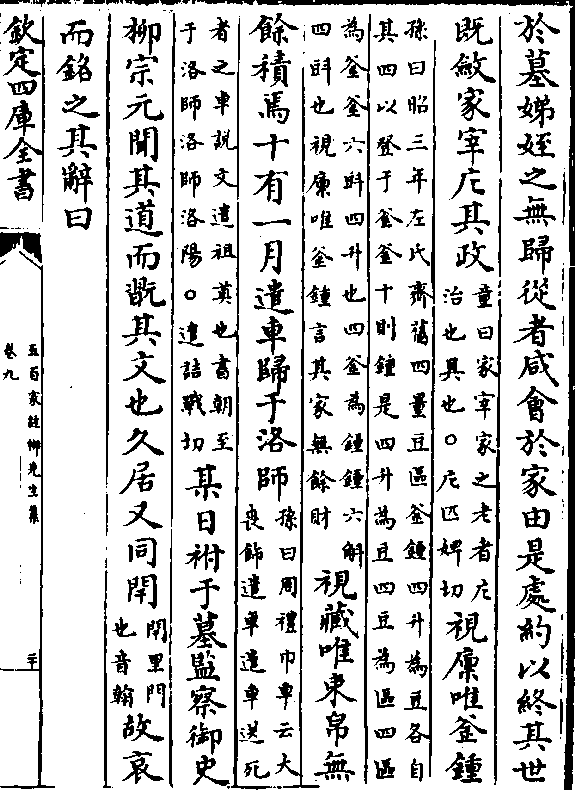 於墓娣姪之無歸從者咸會於家由是處約以終其世
既斂家宰庀其政
童曰家宰家之老者庀
治也具也○庀匹婢切
視廩唯釜鍾
孫曰昭三年左氏齊舊四量豆區釜鍾四升為豆各自
其四以登于釜釜十則鍾是四升為豆四豆為區四區
為釜釜六㪷四升也四釜為鍾鍾六斛
四㪷也視廩唯釜鍾言其家無餘財
視藏唯束帛無
餘積焉十有一月遣車歸于洛師
孫曰周禮巾車云大
喪飾遣車遣車送死
者之車說文遣祖奠也書朝至
于洛師洛師洛陽○遣詰戰切
某日祔于墓監察御史
柳宗元聞其道而翫其文也久居又同閈
閈里門
也音翰
故哀
而銘之其辭曰
欽定四庫全書
五百家註柳先生集
卷九
二十